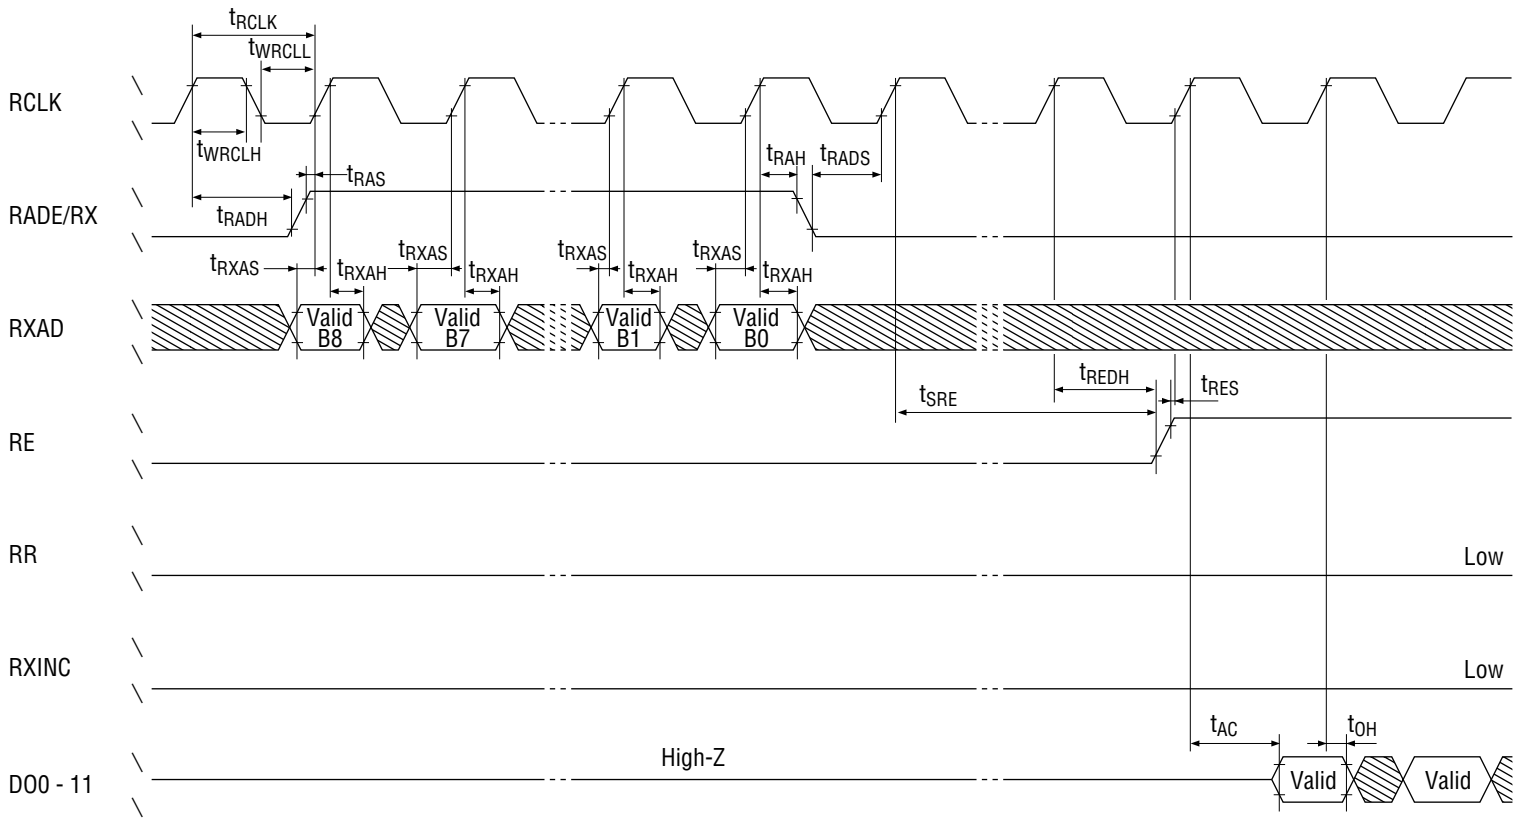 tRCLK
tWRCLL
RCLK
tWRCLH
tRAS
tRAH
tRADS
RADE/RX
tRADH
tRXAS
tRXAH
tRXAS
tRXAH
tRXAS
tRXAH
tRXAS
tRXAH
RXAD
Valid
B8
Valid
B7
Valid
B1
Valid
B0
tREDH
tRES
tSRE
RE
RR
Low
RXINC
Low
tAC
tOH
High-Z
DO0 - 11
Valid
Valid